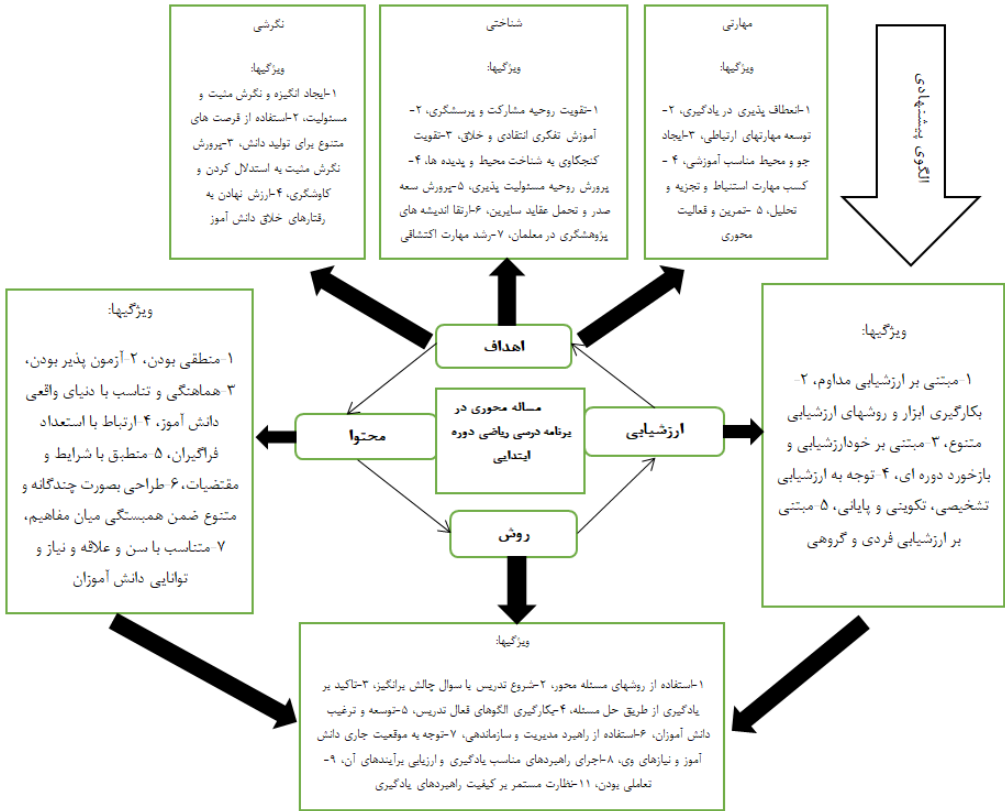 الگوی پیشنهادی
مهارتی
ویژگیها:
۱-انعطاف پذیری در یادگیری، ۲-
توسعه مهارتهای ارتباطی، ۳-ایجاد
جو و محیط مناسب آموزشی، ۴-
کسب مهارت استنباط و تجزیه و
تحلیل، ۵-تمرین و فعالیت
محوری
شناختی
ویژگیها:
۱-تقویت روحیه مشارکت و پرسشگری، ۲-
آموزش تفکری انتقادی و خلاق، ۳-تقویت
کنجکاوی به شناخت محیط و پدیده ها، ۴-
پرورش روحیه مسئولیت پذیری، ۵-پرورش سعه
صدر و تحمل عقاید سایرین، ۶-ارتقا اندیشه های
پژوهشگری در معلمان، ۷-رشد مهارت اکتشافی
نگرشی
ویژگیها:
۱-ایجاد انگیزه و نگرش مثبت و
مسئولیت، ۲-استفاده از فرصت های
متنوع برای تولید دانش، ۳-پرورش
نگرش مثبت به استدلال کردن و
کاوشگری، ۴-ارزش نهادن به
رفتارهای خلاق دانش آموز
اهداف
ارزشیابی
مساله محوری در
برنامه درسی ریاضی دوره
ابتدایی
محتوا
روش
ویژگیها:
۱-مبتنی بر ارزشیابی مداوم، ۲-
بکارگیری ابزار و روشهای ارزشیابی
متنوع، ۳-مبتنی بر خودارزشیابی و
بازخورد دوره ای، ۴-توجه به ارزشیابی
تشخیصی، تکوینی و پایانی، ۵-مبتنی
بر ارزشیابی فردی و گروهی
ویژگیها:
۱-منطقی بودن، ۲-آزمون پذیر بودن،
۳-هماهنگی و تناسب با دنیای واقعی
دانش آموز، ۴-ارتباط با استعداد
فراگیران، ۵-منطبق با شرایط و
مقتضیات، ۶-طراحی بصورت چندگانه و
متنوع ضمن همبستگی میان مفاهیم،
۷-متناسب با سن و علاقه و نیاز و
توانایی دانش آموزان
ویژگیها:
۱-استفاده از روشهای مسئله محور، ۲-شروع تدریس با سوال چالش برانگیز، ۳-تاکید بر
یادگیری از طریق حل مسئله، ۴-بکارگیری الگوهای فعال تدریس، ۵-توسعه و ترغیب
دانش آموزان، ۶-استفاده از راهبرد مدیریت و سازماندهی، ۷-توجه به موقعیت جاری دانش
آموز و نیازهای وی، ۸-اجرای راهبردهای مناسب یادگیری و ارزیابی برآیندهای آن، ۹-
تعاملی بودن، ۱۱-نظارت مستمر بر کیفیت راهبردهای یادگیری